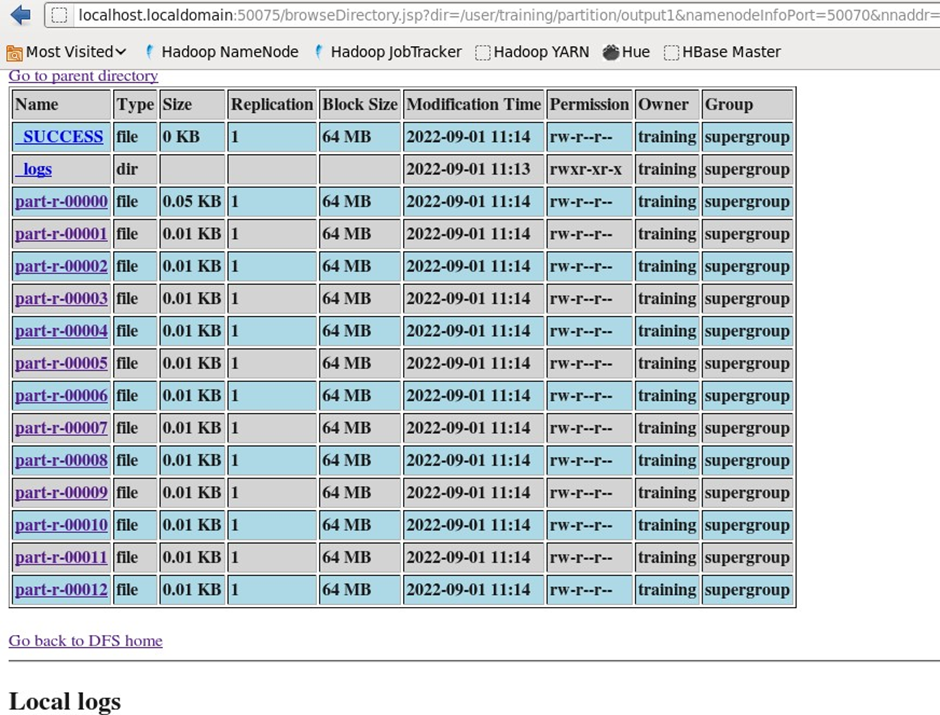 localhost.localdomain:50075/browseDirectory.jsp?dir=/user/training/partition/output1&namenodeInfoPort=50070&nnaddr=
Most Visited Hadoop NameNode Hadoop JobTracker Hadoop YARN Hue HBase Master
Go to parent directory
Name Type Size Replication Block Size Modification Time Permission Owner Group
_SUCCESS file 0 KB 1 64 MB 2022-09-01 11:14 rw-r--r-- training supergroup
_logs dir 2022-09-01 11:13 rwxr-xr-x training supergroup
part-r-00000 file 0.05 KB 1 64 MB 2022-09-01 11:14 rw-r--r-- training supergroup
part-r-00001 file 0.01 KB 1 64 MB 2022-09-01 11:14 rw-r--r-- training supergroup
part-r-00002 file 0.01 KB 1 64 MB 2022-09-01 11:14 rw-r--r-- training supergroup
part-r-00003 file 0.01 KB 1 64 MB 2022-09-01 11:14 rw-r--r-- training supergroup
part-r-00004 file 0.01 KB 1 64 MB 2022-09-01 11:14 rw-r--r-- training supergroup
part-r-00005 file 0.01 KB 1 64 MB 2022-09-01 11:14 rw-r--r-- training supergroup
part-r-00006 file 0.01 KB 1 64 MB 2022-09-01 11:14 rw-r--r-- training supergroup
part-r-00007 file 0.01 KB 1 64 MB 2022-09-01 11:14 rw-r--r-- training supergroup
part-r-00008 file 0.01 KB 1 64 MB 2022-09-01 11:14 rw-r--r-- training supergroup
part-r-00009 file 0.01 KB 1 64 MB 2022-09-01 11:14 rw-r--r-- training supergroup
part-r-00010 file 0.01 KB 1 64 MB 2022-09-01 11:14 rw-r--r-- training supergroup
part-r-00011 file 0.01 KB 1 64 MB 2022-09-01 11:14 rw-r--r-- training supergroup
part-r-00012 file 0.01 KB 1 64 MB 2022-09-01 11:14 rw-r--r-- training supergroup
Go back to DFS home
Local logs